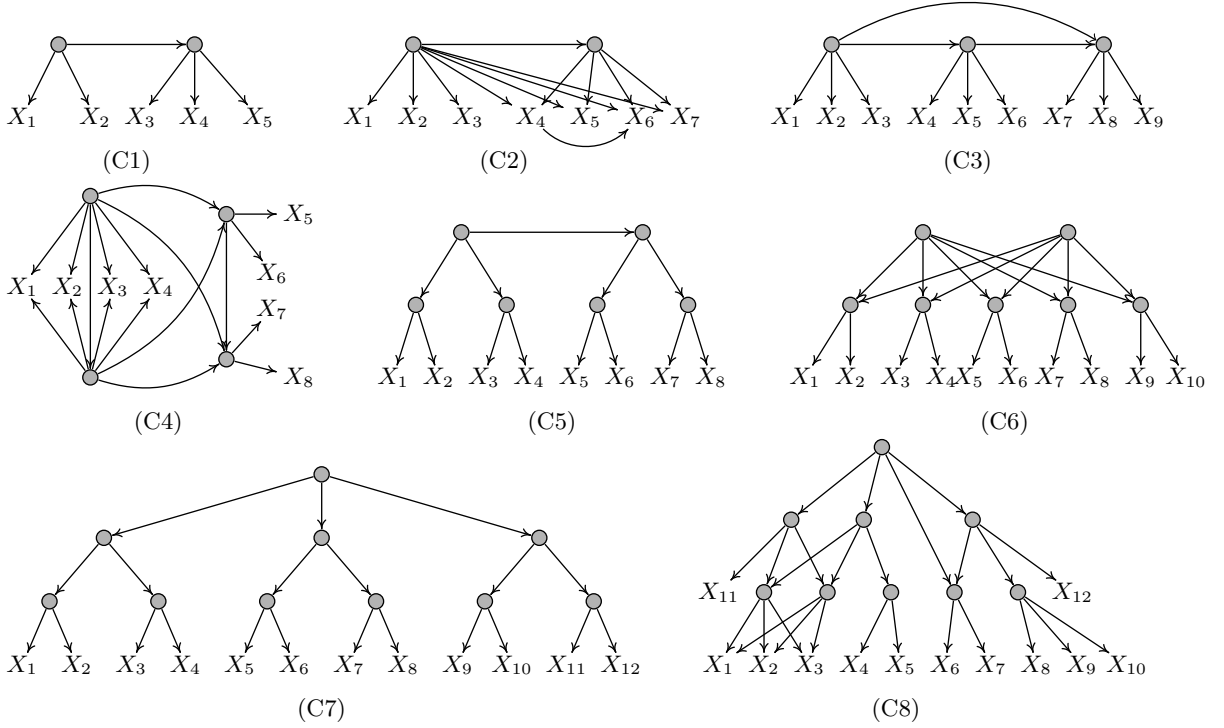 X₁ X₂ X₃ X₄ X₅
X₁ X₂ X₃ X₄ X₅ X₆ X₇
X₁ X₂ X₃ X₄ X₅ X₆ X₇ X₈ X₉
(C1)
(C2)
(C3)
X₁ X₂ X₃ X₄ X₅ X₆ X₇ X₈
X₁ X₂ X₃ X₄ X₅ X₆ X₇ X₈
X₁ X₂ X₃ X₄ X₅ X₆ X₇ X₈ X₉ X₁₀
(C4)
(C5)
(C6)
X₁ X₂ X₃ X₄ X₅ X₆ X₇ X₈ X₉ X₁₀ X₁₁ X₁₂
X₁₁ X₁₂
X₁ X₂ X₃ X₄ X₅ X₆ X₇ X₈ X₉ X₁₀
(C7)
(C8)